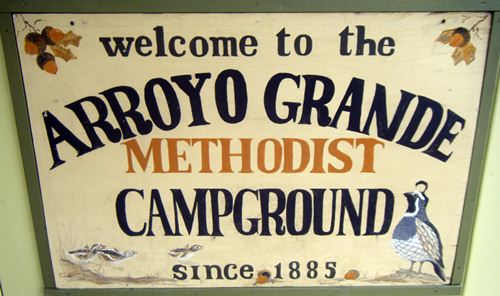 welcome to the
ARROYO GRANDE
METHODIST
CAMPGROUND
since 1885